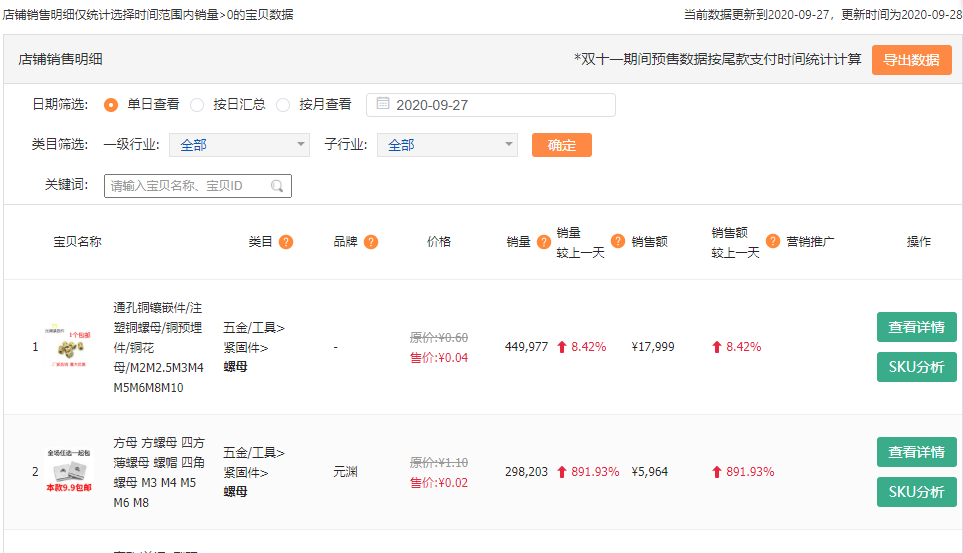 店铺销售明细仅统计选择时间范围内销量>0的宝贝数据
当前数据更新到2020-09-27，更新时间为2020-09-28
店铺销售明细
*双十一期间预售数据按尾款支付时间统计计算
导出数据
日期筛选: 单日查看 按日汇总 按月查看 2020-09-27
类目筛选: 一级行业: 全部 子行业: 全部 确定
关键词: 请输入宝贝名称、宝贝ID
宝贝名称 类目 ? 品牌 ? 价格 销量 ? 销量 较上一天 ? 销售额 销售额 较上一天 ? 营销推广 操作
1
1个包邮
通孔铜镶嵌件/注
塑铜螺母/铜预埋
件/铜花
母/M2M2.5M3M4
M5M6M8M10
五金/工具>
紧固件>
螺母
-
原价:¥0.60
售价:¥0.04
449,977
8.42%
¥17,999
8.42%
查看详情
SKU分析
2
全场任选一起包
本款9.9包邮
方母 方螺母 四方
薄螺母 螺帽 四角
螺母 M3 M4 M5
M6 M8
五金/工具>
紧固件>
螺母
元渊
原价:¥1.10
售价:¥0.02
298,203
891.93%
¥5,964
891.93%
查看详情
SKU分析